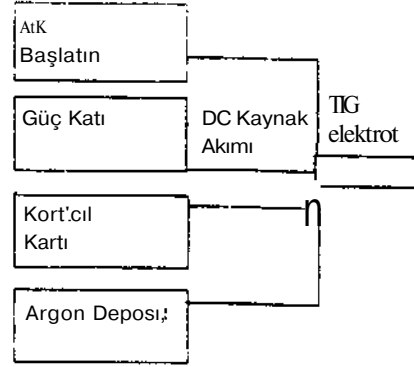 AtK
Başlatın
Güç Katı
DC Kaynak
Akımı
TIG
elektrot
Kort'.cıl
Kartı
Argon Deposı,